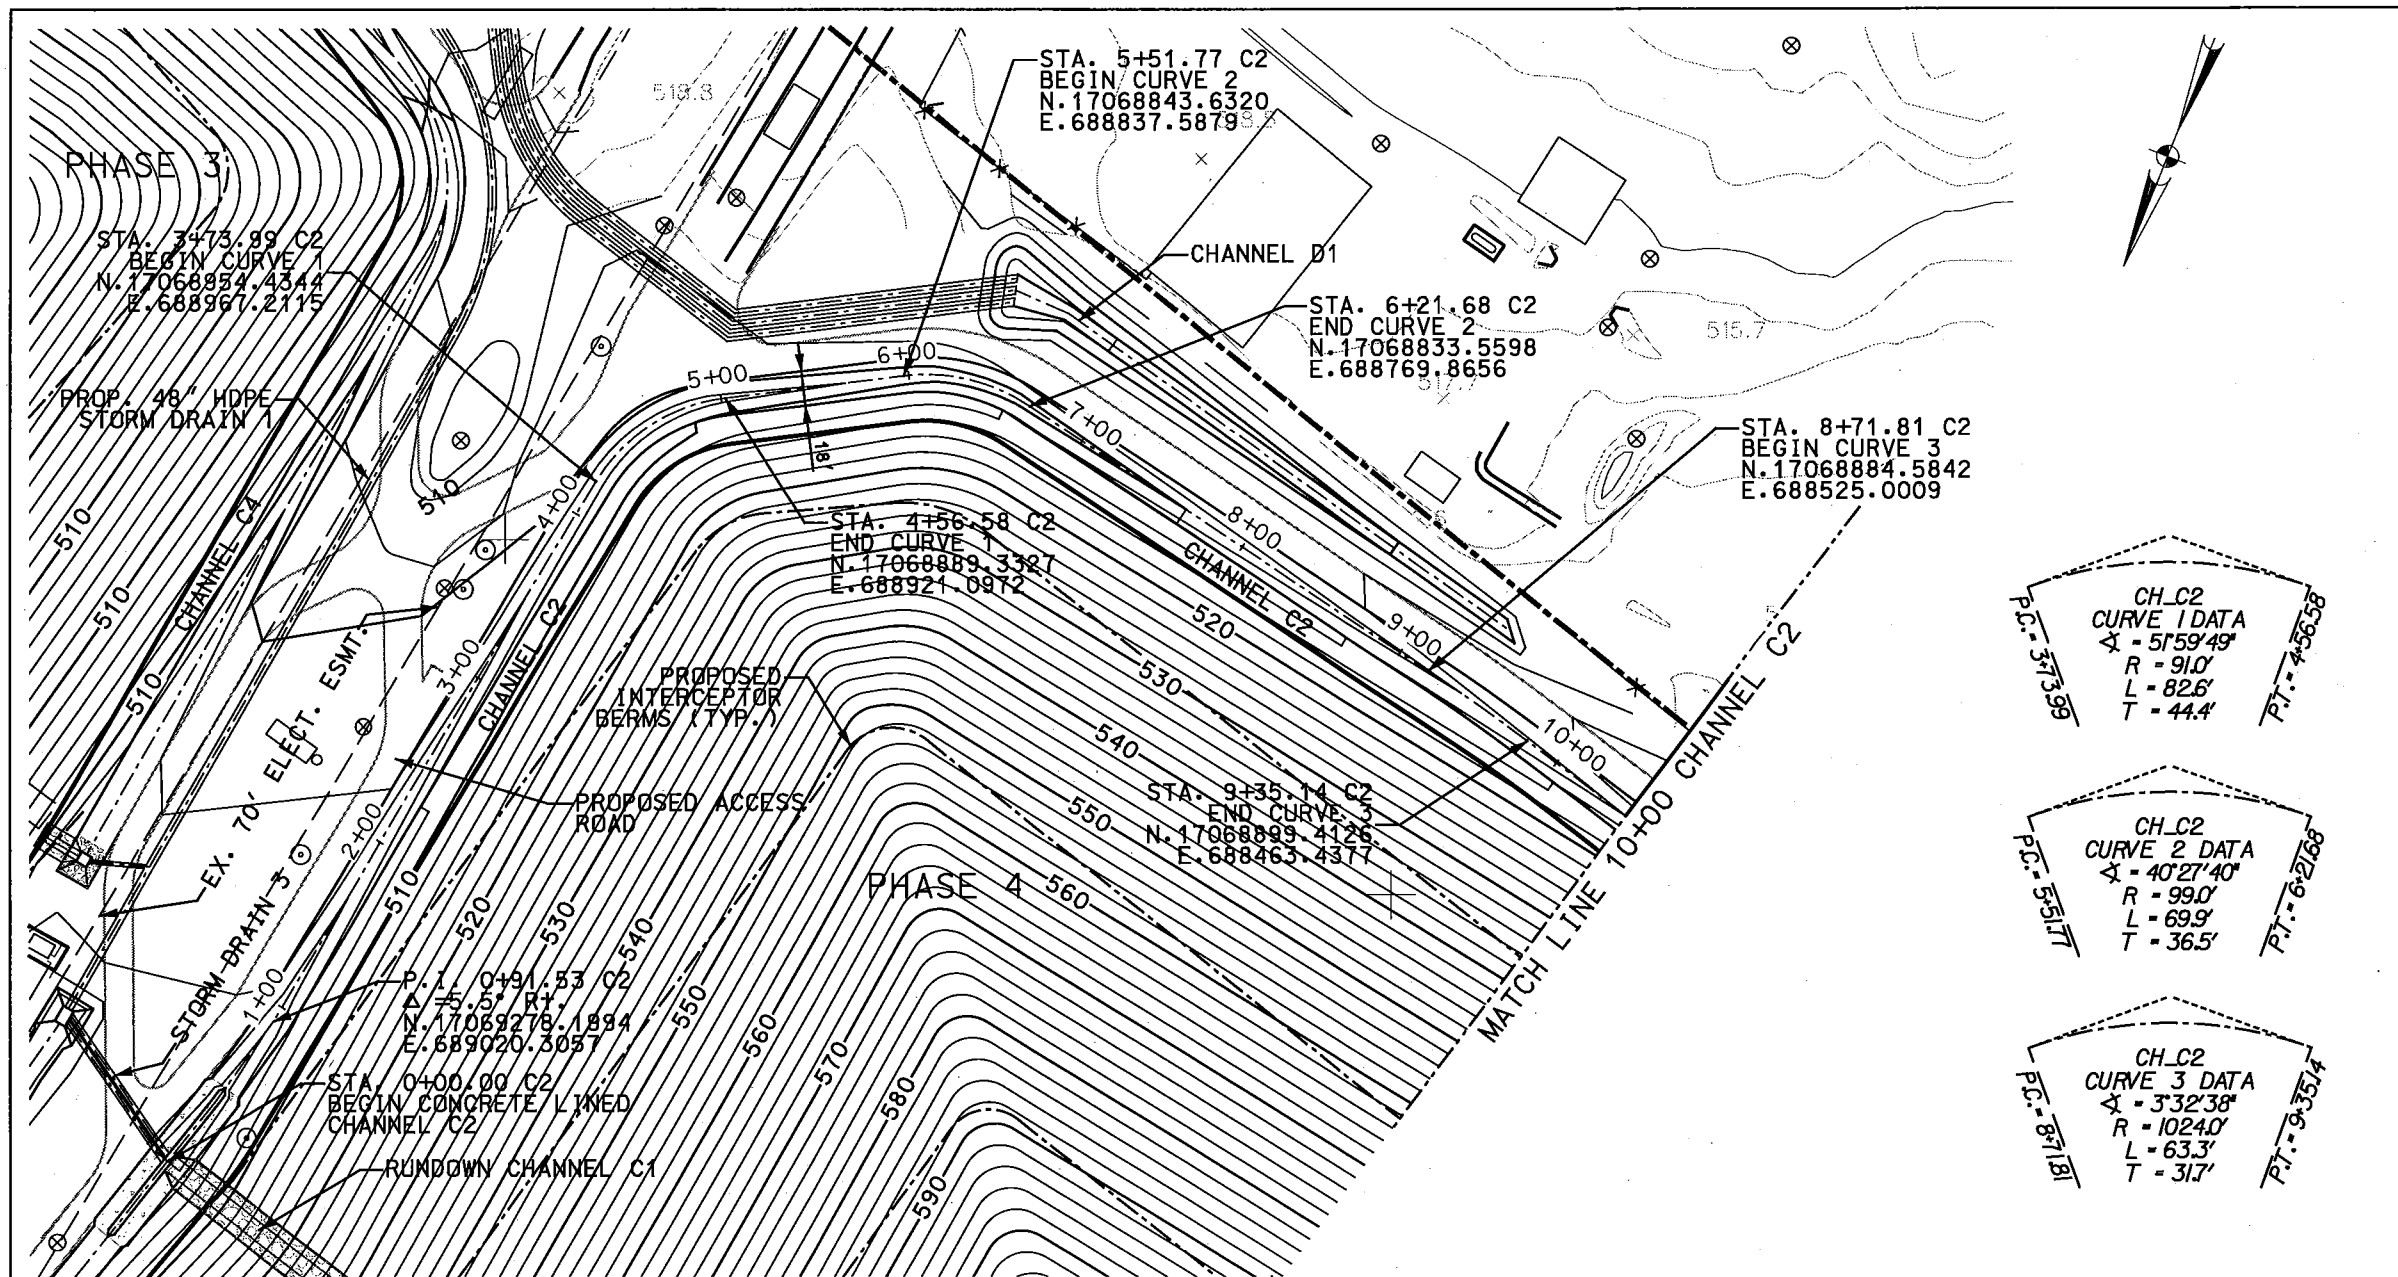 STA. 5+51.77 C2
BEGIN CURVE 2
N.17068843.6320
E.688837.5879
518.8
PHASE 3
STA. 3+73.99 C2
BEGIN CURVE 1
N.17068954.4344
E.688967.2115
CHANNEL D1
STA. 6+21.68 C2
END CURVE 2
N.17068833.5598
E.688769.8656
515.7
PROP. 48" HDPE
STORM DRAIN 1
5+00
6+00
7+00
18'
STA. 8+71.81 C2
BEGIN CURVE 3
N.17068884.5842
E.688525.0009
510
4+00
8+00
STA. 4+56.58 C2
END CURVE 1
N.17068889.3327
E.688921.0972
510
CHANNEL C4
510
510
CHANNEL C2
CHANNEL C2
520
9+00
3+00
530
EX. 70' ELECT. ESMT.
PROPOSED
INTERCEPTOR
BERMS (TYP.)
540
10+00
PROPOSED ACCESS
ROAD
550
STA. 9+35.14 C2
END CURVE 3
N.17068899.4126
E.688463.4377
2+00
PHASE 4
560
MATCH LINE 10+00 CHANNEL C2
510
520
530
540
550
560
570
580
590
STORM DRAIN 3
1+00
P.I. 0+91.53 C2
Δ =5.5° Rt.
N.17069278.1994
E.689020.3057
STA. 0+00.00 C2
BEGIN CONCRETE LINED
CHANNEL C2
RUNDOWN CHANNEL C1
CH_C2
CURVE 1 DATA
∢ = 51°59'49"
R = 91.0'
L = 82.6'
T = 44.4'
P.C. = 3+73.99
P.T. = 4+56.58
CH_C2
CURVE 2 DATA
∢ = 40°27'40"
R = 99.0'
L = 69.9'
T = 36.5'
P.C. = 5+51.77
P.T. = 6+21.68
CH_C2
CURVE 3 DATA
∢ = 3°32'38"
R = 1024.0'
L = 63.3'
T = 31.7'
P.C. = 8+71.81
P.T. = 9+35.14